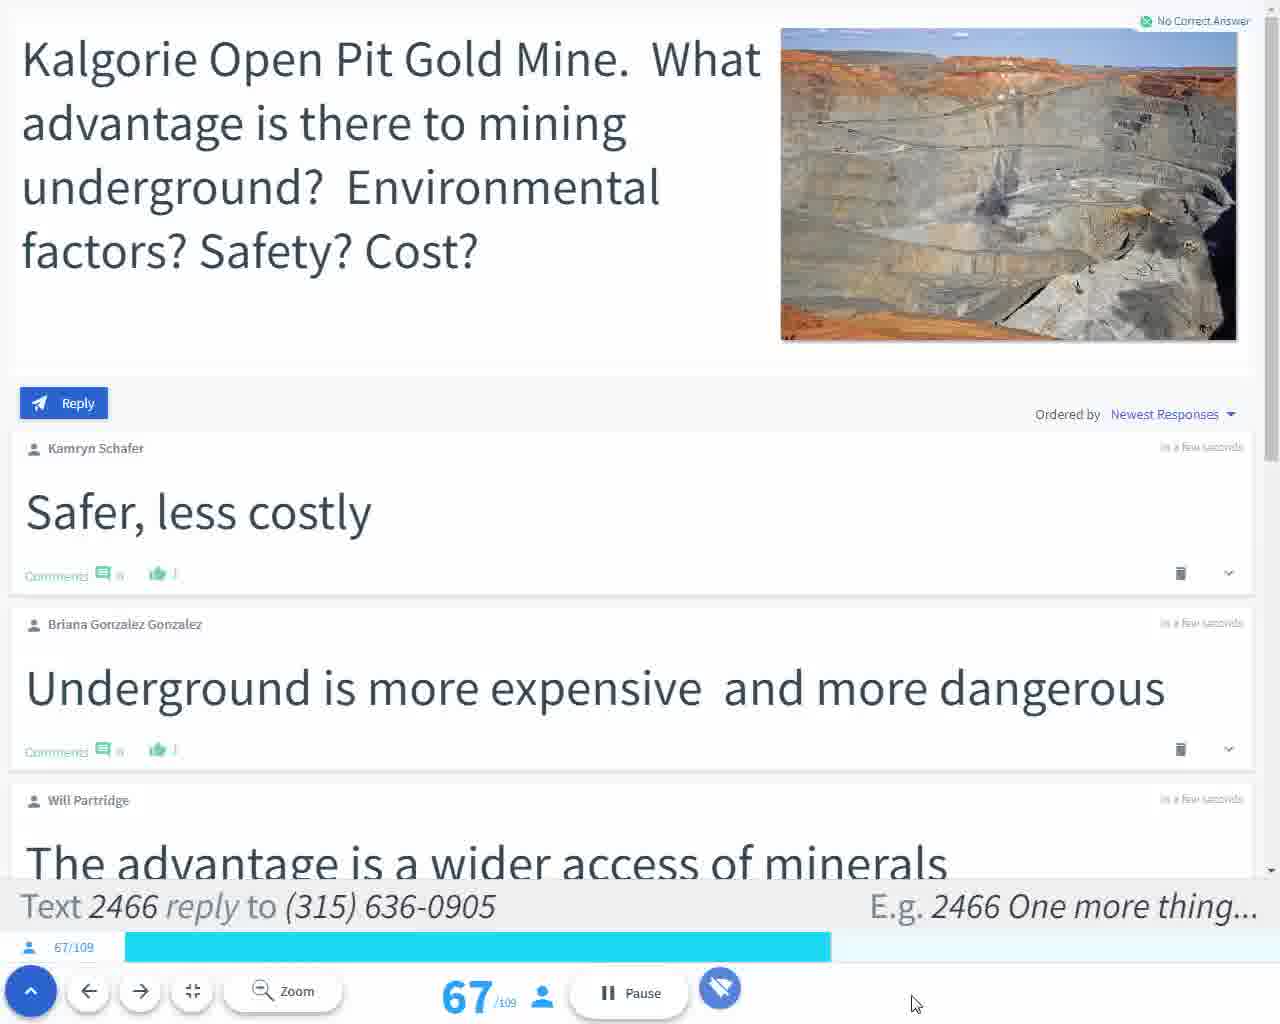 No Correct Answer
Kalgorie Open Pit Gold Mine. What
advantage is there to mining
underground? Environmental
factors? Safety? Cost?
Reply
Ordered by Newest Responses
Kamryn Schafer
in a few seconds
Safer, less costly
Comments 0 1
Briana Gonzalez Gonzalez
in a few seconds
Underground is more expensive and more dangerous
Comments 0 1
Will Partridge
in a few seconds
The advantage is a wider access of minerals
Text 2466 reply to (315) 636-0905 E.g. 2466 One more thing...
67/109
Zoom 67/109 Pause